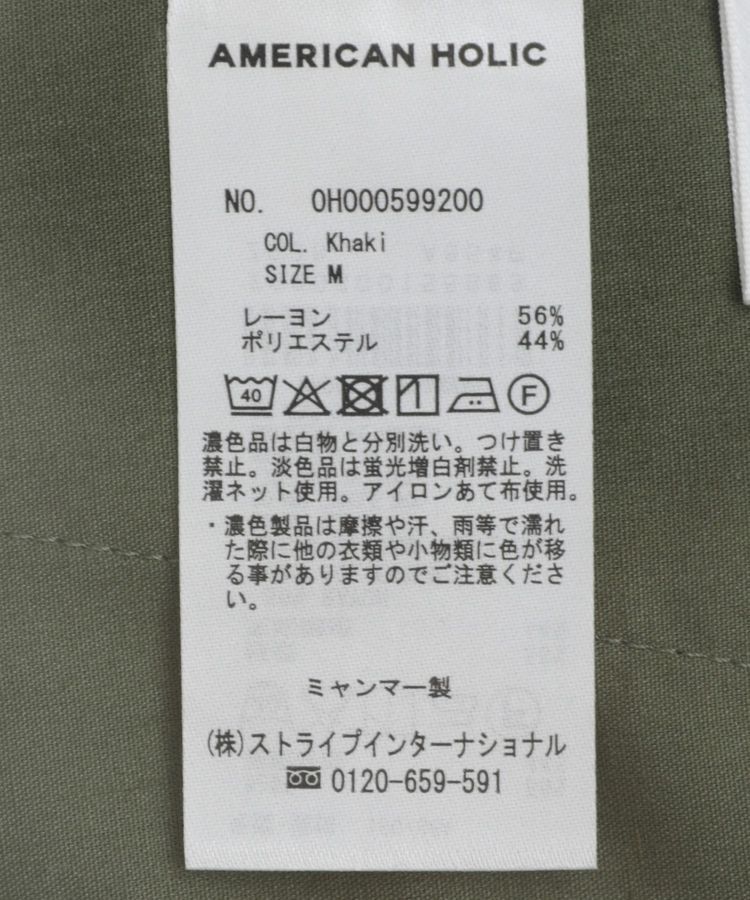 AMERICAN HOLIC
NO. 0H000599200
COL. Khaki
SIZE M
レーヨン 56%
ポリエステル 44%
40 F
濃色品は白物と分別洗い。つけ置き
禁止。淡色品は蛍光増白剤禁止。洗
濯ネット使用。アイロンあて布使用。
・濃色製品は摩擦や汗、雨等で濡れ
た際に他の衣類や小物類に色が移
る事がありますのでご注意くださ
い。
ミャンマー製
(株)ストライプインターナショナル
0120-659-591